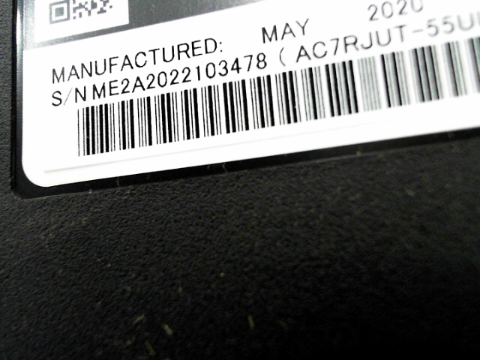 MANUFACTURED: MAY 2020
S/N ME2A2022103478 ( AC7RJUT-55U